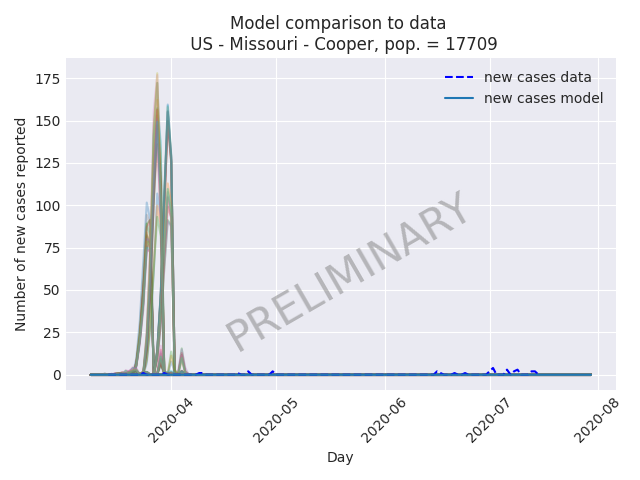 Model comparison to data
US - Missouri - Cooper, pop. = 17709
new cases data
new cases model
175
150
125
100
75
50
25
0
Number of new cases reported
PRELIMINARY
2020-04
2020-05
2020-06
2020-07
2020-08
Day